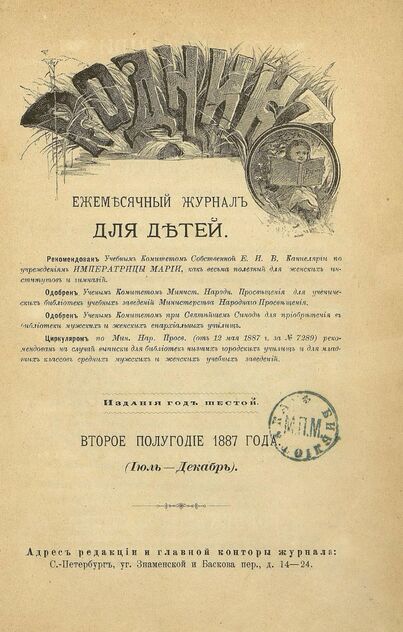 РОДНИКЪ
ЕЖЕМѢСЯЧНЫЙ ЖУРНАЛЪ
ДЛЯ ДѢТЕЙ.
Рекомендованъ Учебнымъ Комитетомъ Собственной Е. И. В. Канцеляріи по
учрежденіямъ ИМПЕРАТРИЦЫ МАРІИ, какъ весьма полезный для женскихъ ин-
ститутовъ и гимназій.
Одобренъ Ученымъ Комитетомъ Минист. Народн. Просвѣщенія для учениче-
скихъ библіотекъ учебныхъ заведеній Министерства Народнаго Просвѣщенія.
Одобренъ Учебнымъ Комитетомъ при Святѣйшемъ Синодѣ для пріобрѣтенія въ
библіотеки мужскихъ и женскихъ епархіальныхъ училищъ.
Циркуляромъ по Мин. Нар. Просв. (отъ 12 мая 1887 г. за № 7289) реко-
мендованъ на случай выписки для библіотекъ низшихъ городскихъ училищъ и для млад-
шихъ классовъ среднихъ мужскихъ и женскихъ учебныхъ заведеній.
Изданія годъ шестой.
ВТОРОЕ ПОЛУГОДІЕ 1887 ГОДА.
(Іюль—Декабрь).
БИБЛІОТЕКА
М.П.М.
Адресъ редакціи и главной конторы журнала:
С.-Петербургъ, уг. Знаменской и Баскова пер., д. 14—24.